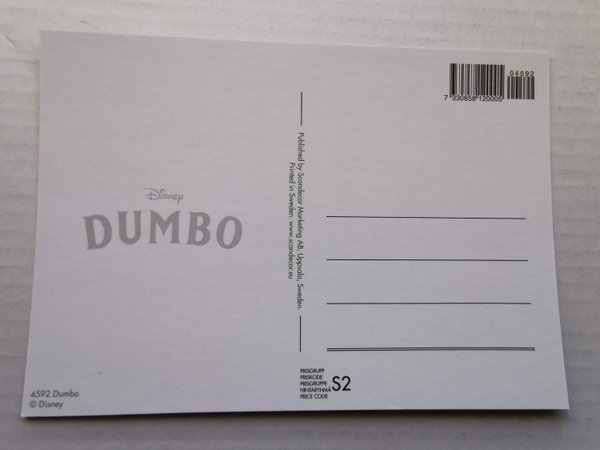 Disney
DUMBO
4592 Dumbo
© Disney
Published by Scandecor Marketing AB, Uppsala, Sweden.
Printed in Sweden. www.scandecor.eu
04592
7 330858 120005
PRISGRUPP
PRISKODE
PRISGRUPPE
HINTARYHMÄ
PRICE CODE
S2